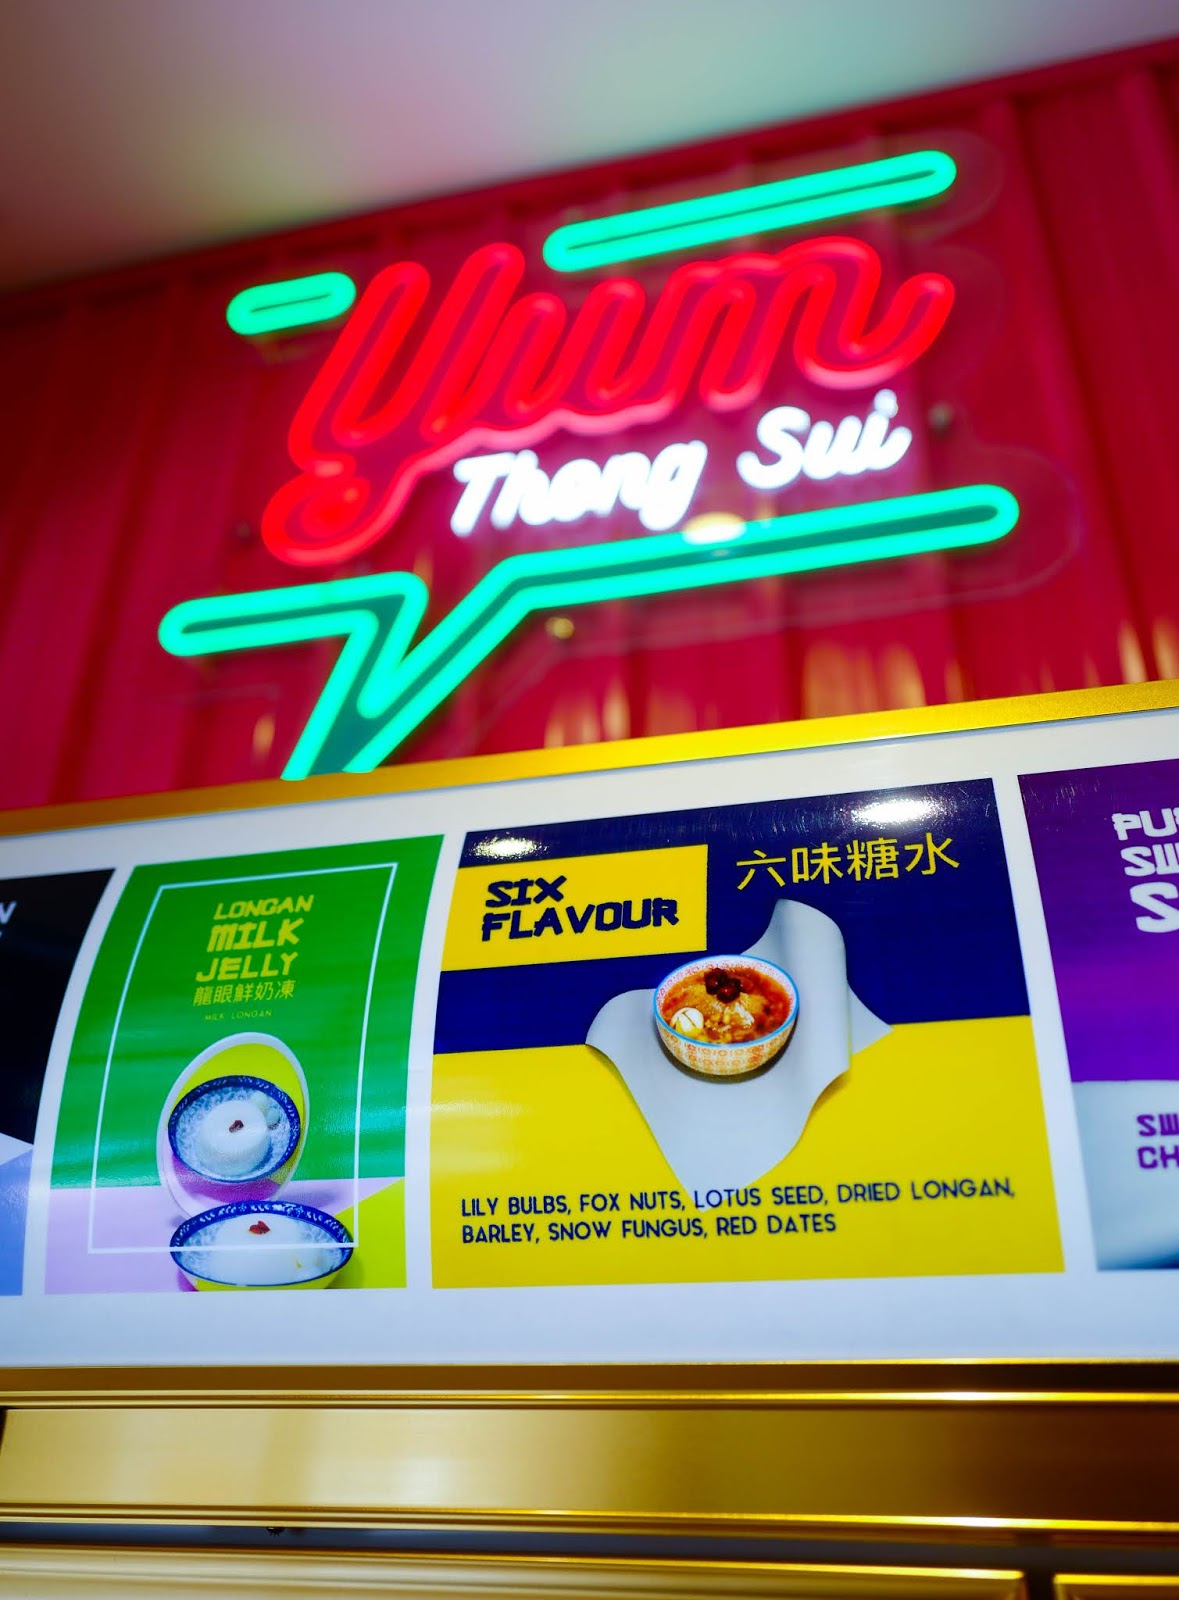 Yum
Thong Sui
LONGAN
MILK
JELLY
龍眼鮮奶凍
MILK LONGAN
SIX
FLAVOUR
六味糖水
LILY BULBS, FOX NUTS, LOTUS SEED, DRIED LONGAN,
BARLEY, SNOW FUNGUS, RED DATES